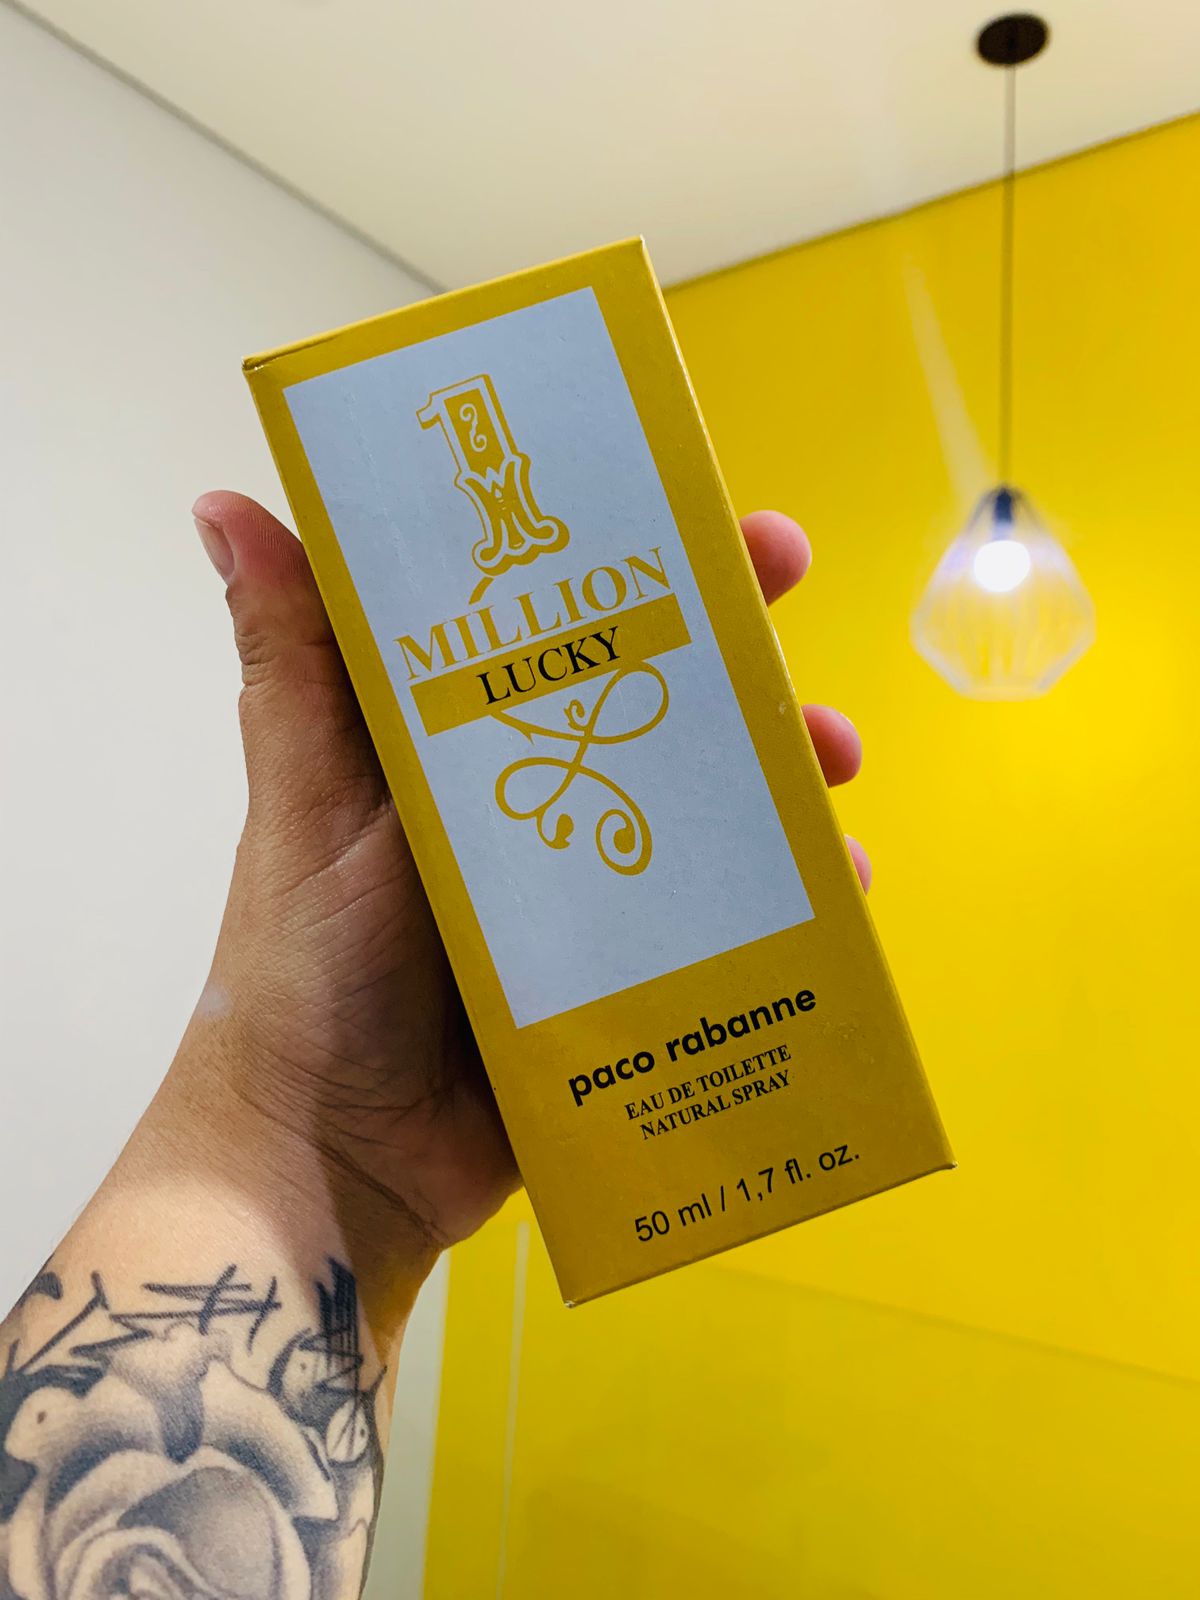 1
MILLION
LUCKY
paco rabanne
EAU DE TOILETTE
NATURAL SPRAY
50 ml / 1,7 fl. oz.